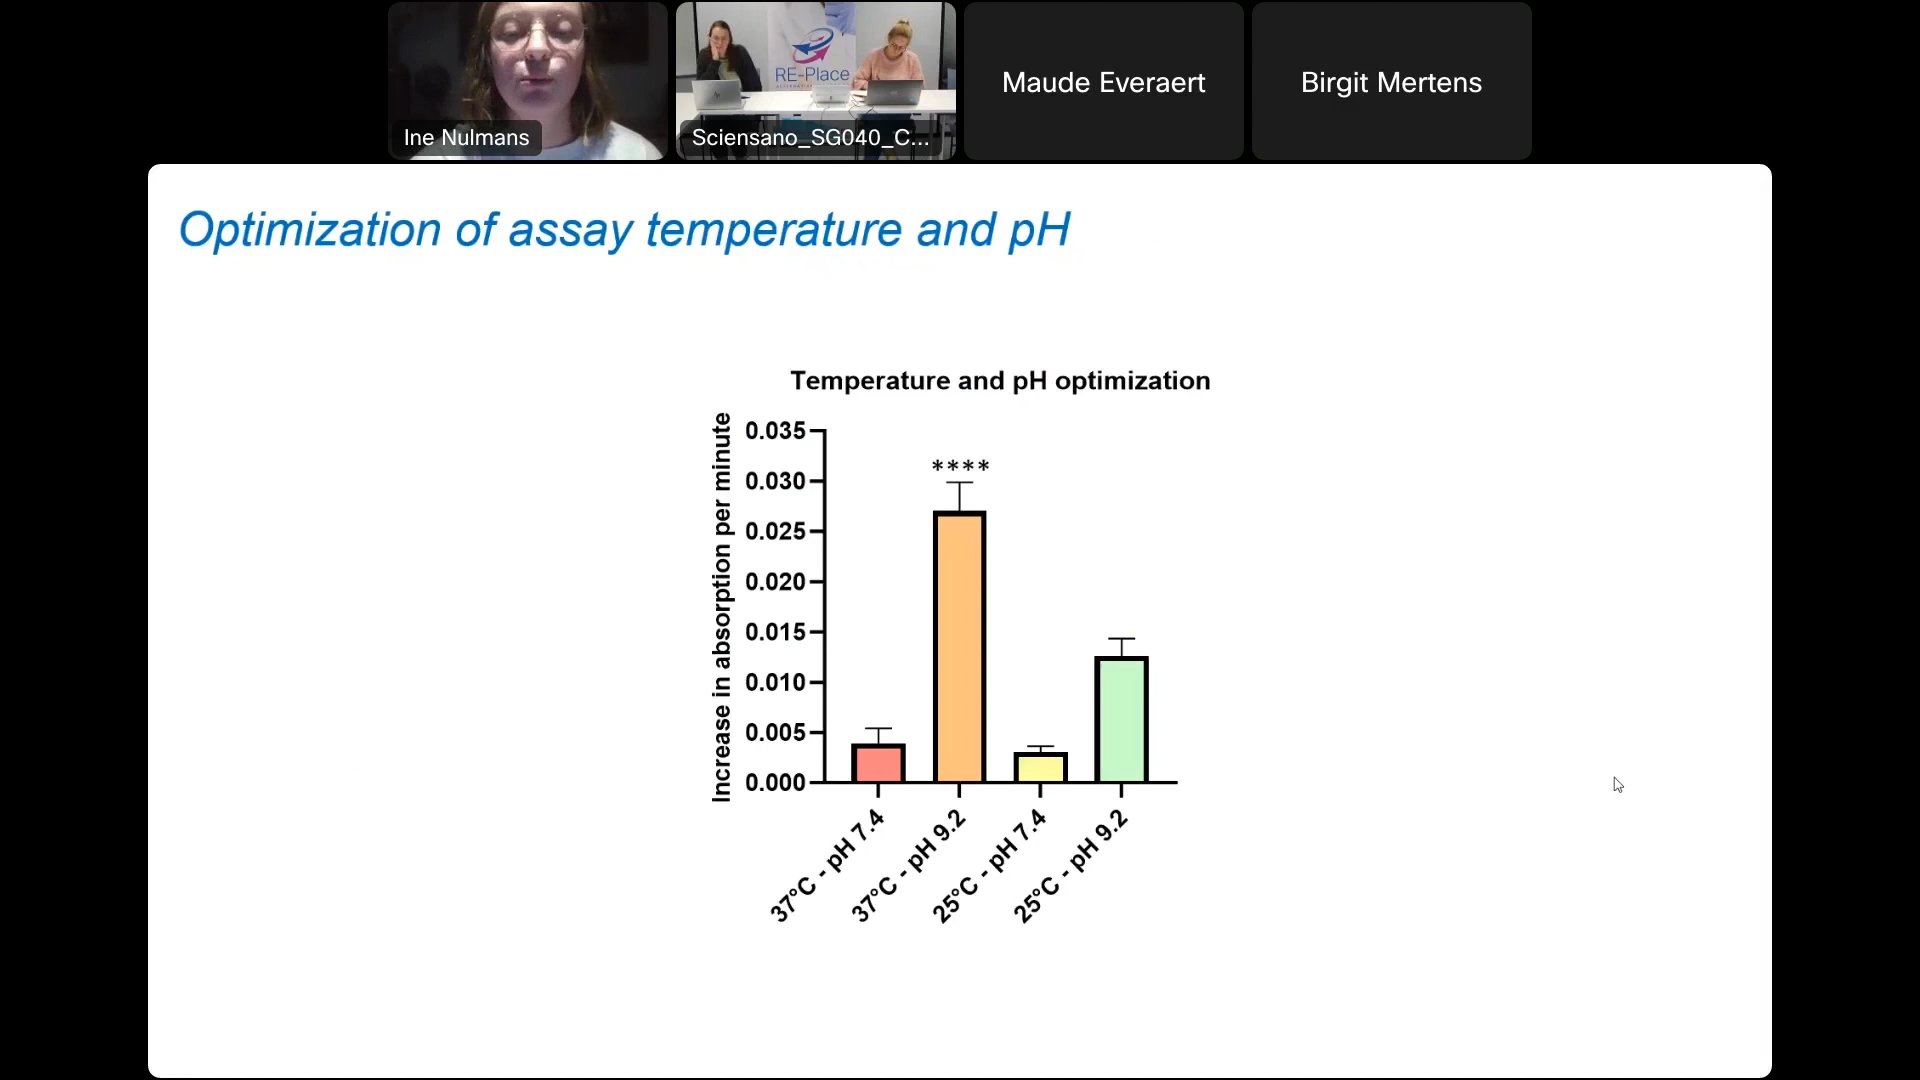 Ine Nulmans
RE-Place
Sciensano_SG040_C...
Maude Everaert
Birgit Mertens
Optimization of assay temperature and pH
Temperature and pH optimization
Increase in absorption per minute
0.035
0.030
0.025
0.020
0.015
0.010
0.005
0.000
****
37°C - pH 7.4
37°C - pH 9.2
25°C - pH 7.4
25°C - pH 9.2